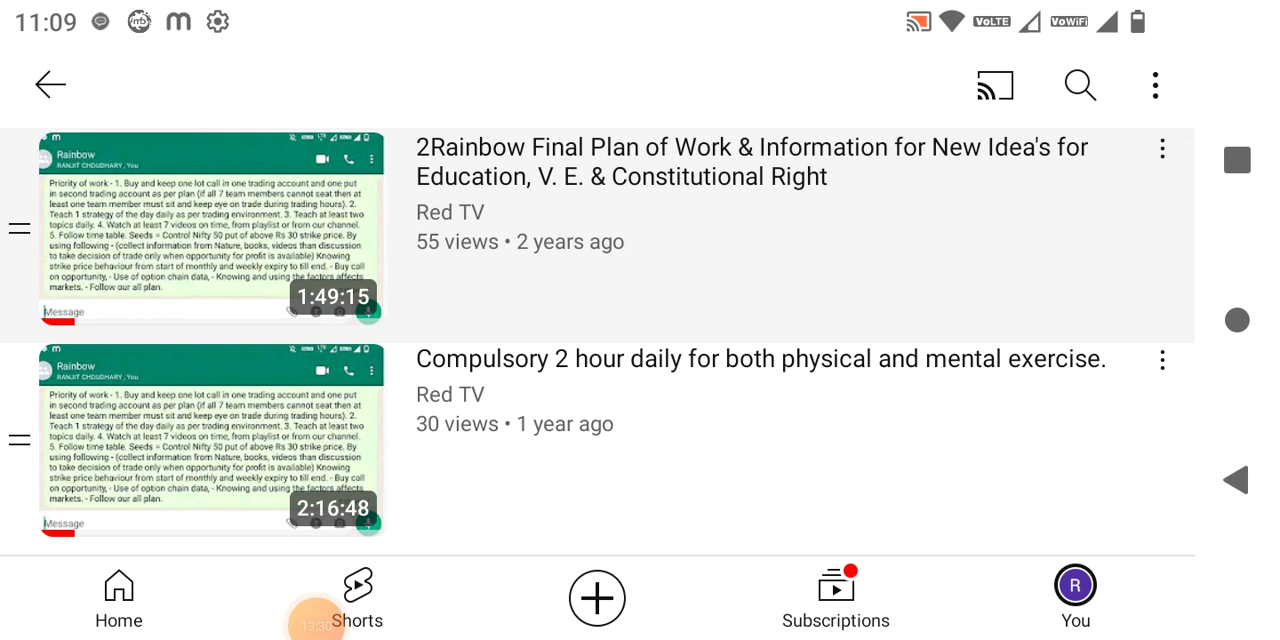 11:09
VoLTE VoWiFi
2Rainbow Final Plan of Work & Information for New Idea's for
Education, V. E. & Constitutional Right
Red TV
55 views • 2 years ago
Rainbow
RANJIT CHOUDHARY, You
Priority of work - 1. Buy and keep one lot call in one trading account and one put
in second trading account as per plan (if all 7 team members cannot seat then at
least one team member must sit and keep eye on trade during trading hours). 2.
Teach 1 strategy of the day daily as per trading environment. 3. Teach at least two
topics daily. 4. Watch at least 7 videos on time, from playlist or from our channel.
5. Follow time table. Seeds = Control Nifty 50 put of above Rs 30 strike price. By
using following - (collect information from Nature, books, videos than discussion
to take decision of trade only when opportunity for profit is available) Knowing
strike price behaviour from start of monthly and weekly expiry to till end. - Buy call
on opportunity, - Use of option chain data, - Knowing and using the factors affects
markets. - Follow our all plan.
1:49:15
Message
Compulsory 2 hour daily for both physical and mental exercise.
Red TV
30 views • 1 year ago
Rainbow
RANJIT CHOUDHARY, You
Priority of work - 1. Buy and keep one lot call in one trading account and one put
in second trading account as per plan (if all 7 team members cannot seat then at
least one team member must sit and keep eye on trade during trading hours). 2.
Teach 1 strategy of the day daily as per trading environment. 3. Teach at least two
topics daily. 4. Watch at least 7 videos on time, from playlist or from our channel.
5. Follow time table. Seeds = Control Nifty 50 put of above Rs 30 strike price. By
using following - (collect information from Nature, books, videos than discussion
to take decision of trade only when opportunity for profit is available) Knowing
strike price behaviour from start of monthly and weekly expiry to till end. - Buy call
on opportunity, - Use of option chain data, - Knowing and using the factors affects
markets. - Follow our all plan.
2:16:48
Message
R
Home Shorts Subscriptions You
13:30